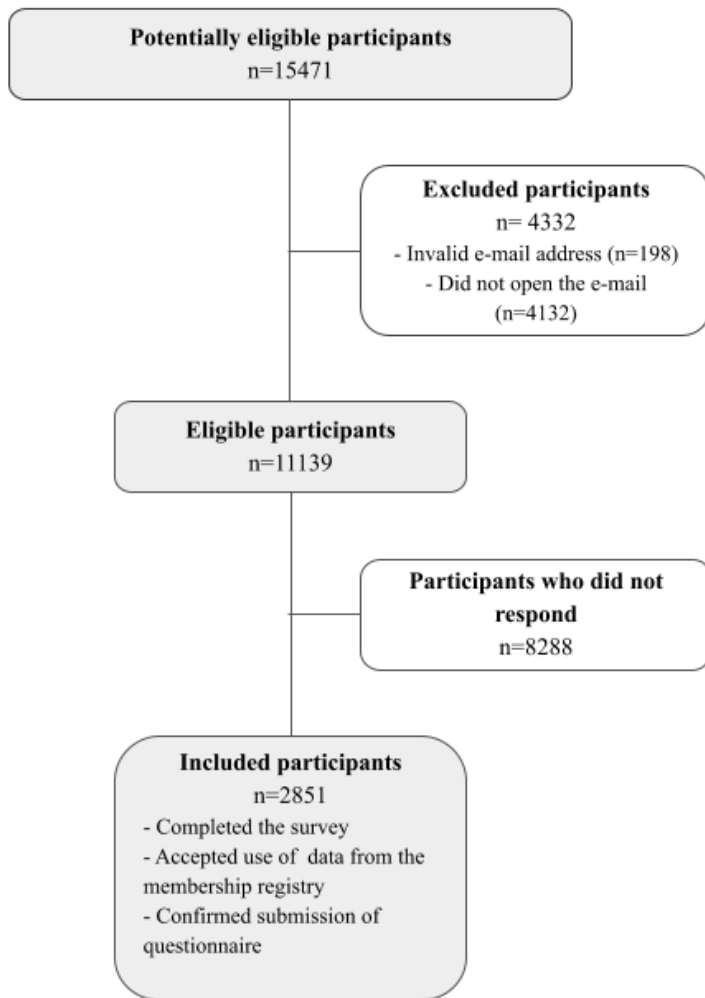 Potentially eligible participants
n=15471
Excluded participants
n= 4332
- Invalid e-mail address (n=198)
- Did not open the e-mail
(n=4132)
Eligible participants
n=11139
Participants who did not
respond
n=8288
Included participants
n=2851
- Completed the survey
- Accepted use of data from the
membership registry
- Confirmed submission of
questionnaire